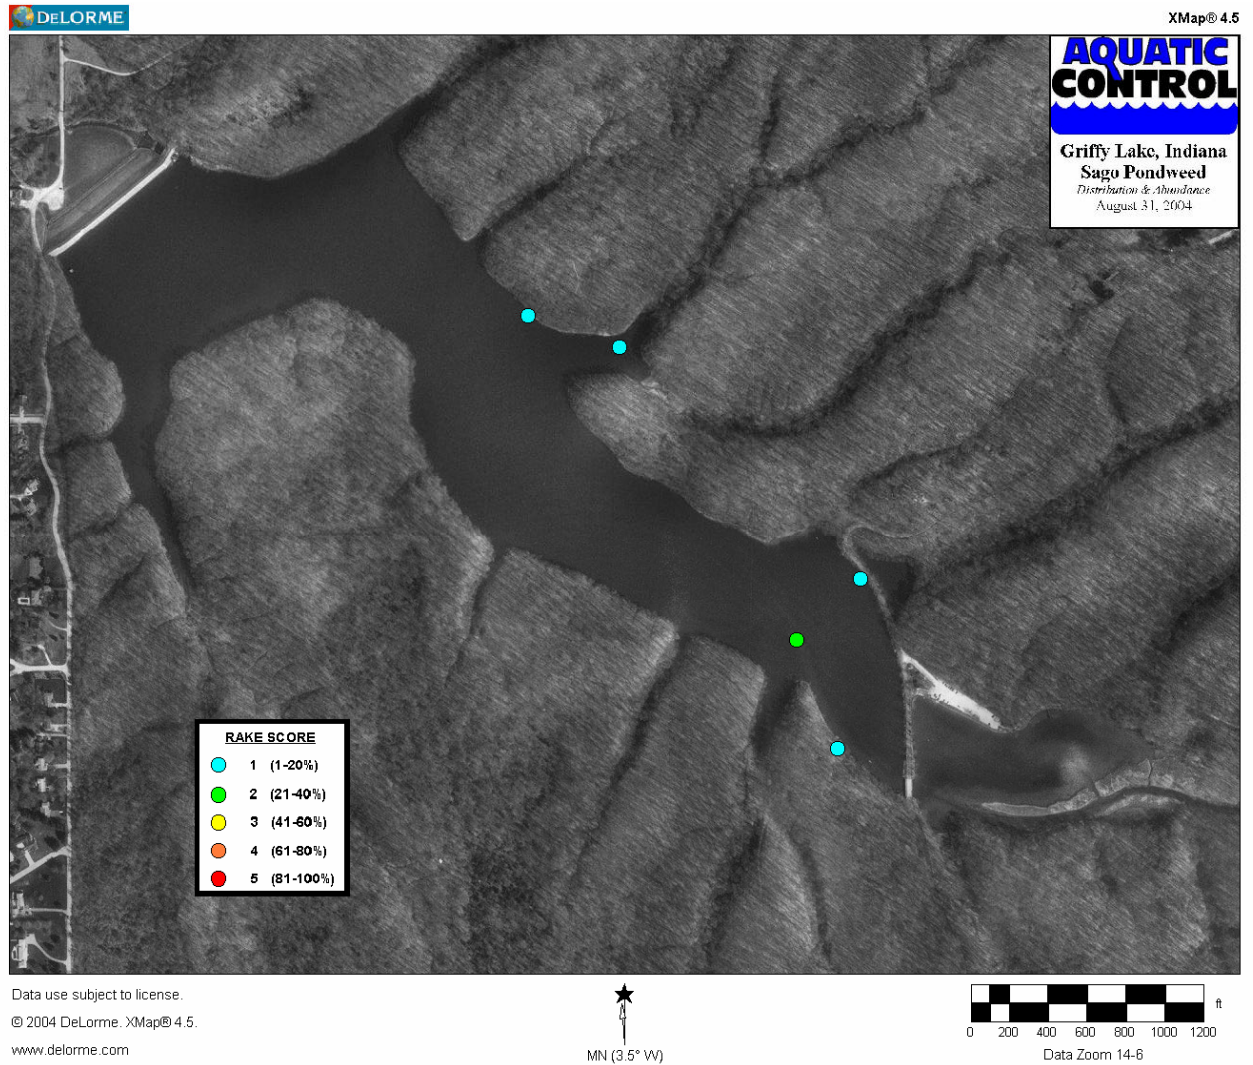 DELORME
XMap® 4.5
AQUATIC
CONTROL
Griffy Lake, Indiana
Sago Pondweed
Distribution & Abundance
August 31, 2004
RAKE SCORE
1 (1-20%)
2 (21-40%)
3 (41-60%)
4 (61-80%)
5 (81-100%)
Data use subject to license.
© 2004 DeLorme. XMap® 4.5.
www.delorme.com
MN (3.5° W)
ft
0 200 400 600 800 1000 1200
Data Zoom 14-6